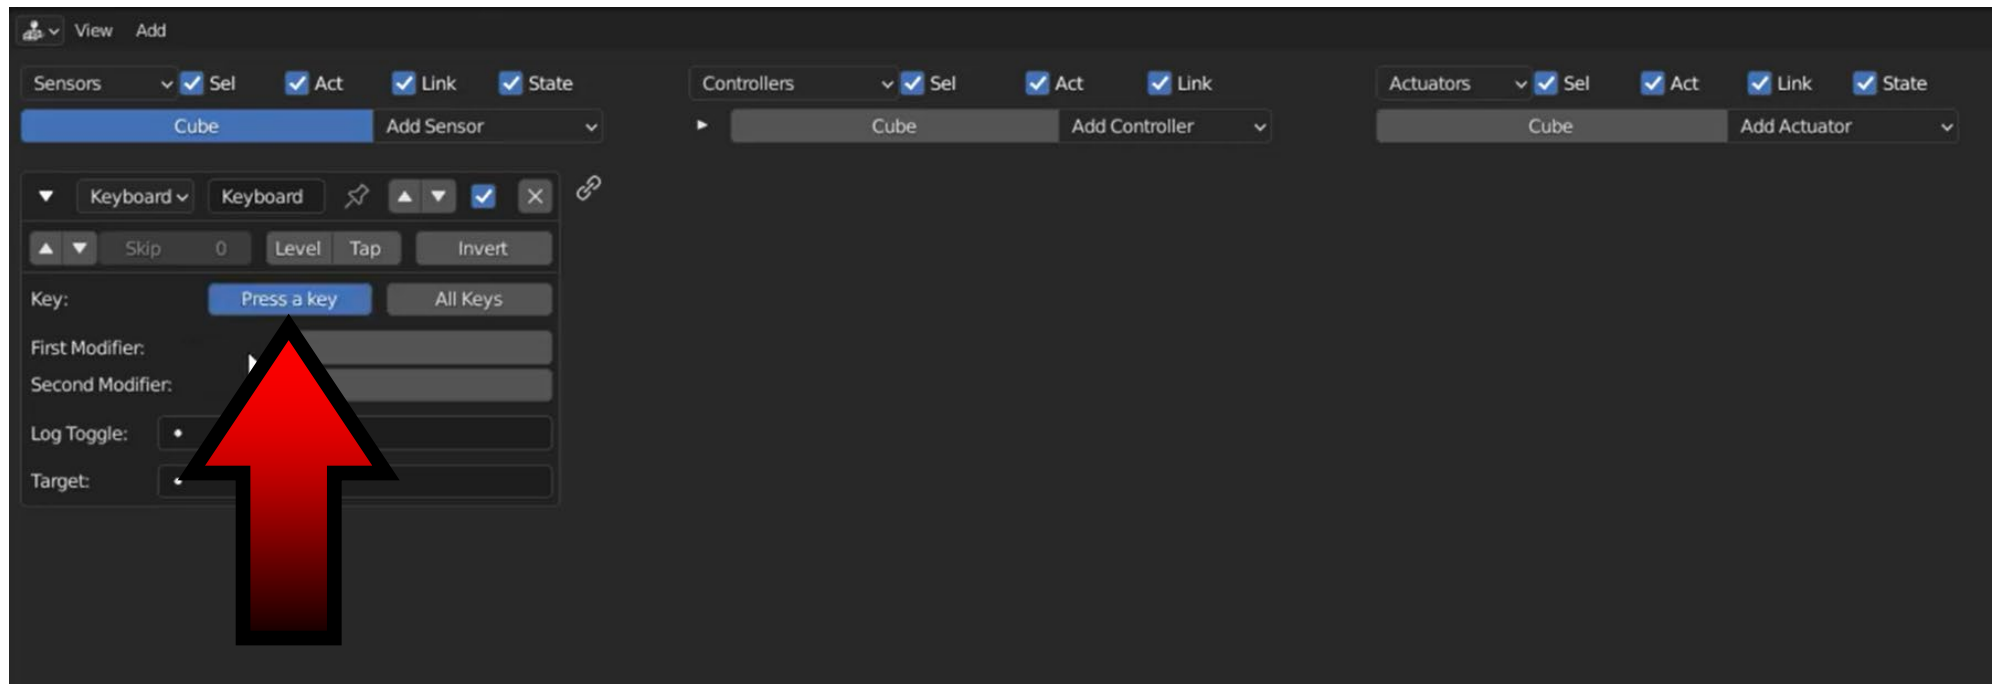 View Add
Sensors Sel Act Link State Controllers Sel Act Link Actuators Sel Act Link State
Cube Add Sensor Cube Add Controller Cube Add Actuator
Keyboard Keyboard
Skip 0 Level Tap Invert
Key: Press a key All Keys
First Modifier:
Second Modifier:
Log Toggle:
Target: